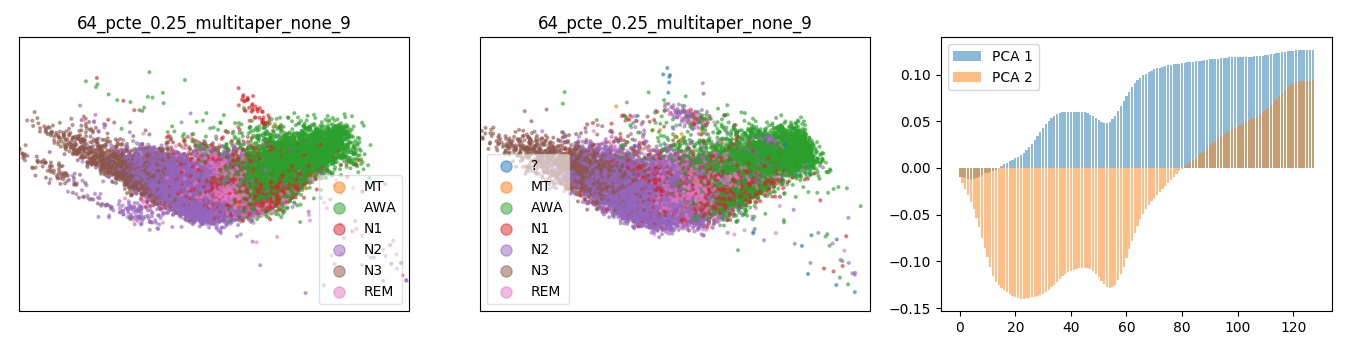 64_pcte_0.25_multitaper_none_9
MT
AWA
N1
N2
N3
REM
64_pcte_0.25_multitaper_none_9
?
MT
AWA
N1
N2
N3
REM
PCA 1
PCA 2
0.10
0.05
0.00
−0.05
−0.10
−0.15
0 20 40 60 80 100 120